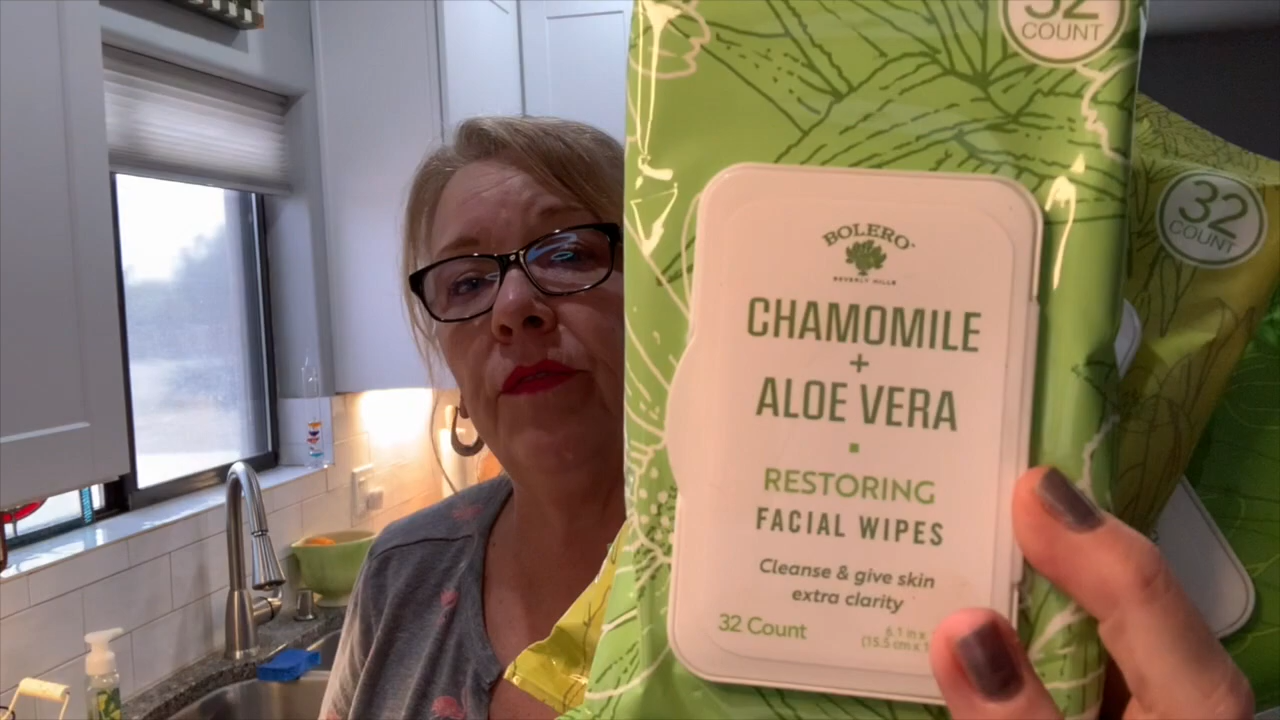 32
COUNT
BOLERO
BEVERLY HILLS
CHAMOMILE
+
ALOE VERA
RESTORING
FACIAL WIPES
Cleanse & give skin
extra clarity
32 Count
6.1 in x
(15.5 cm x
32
COUNT